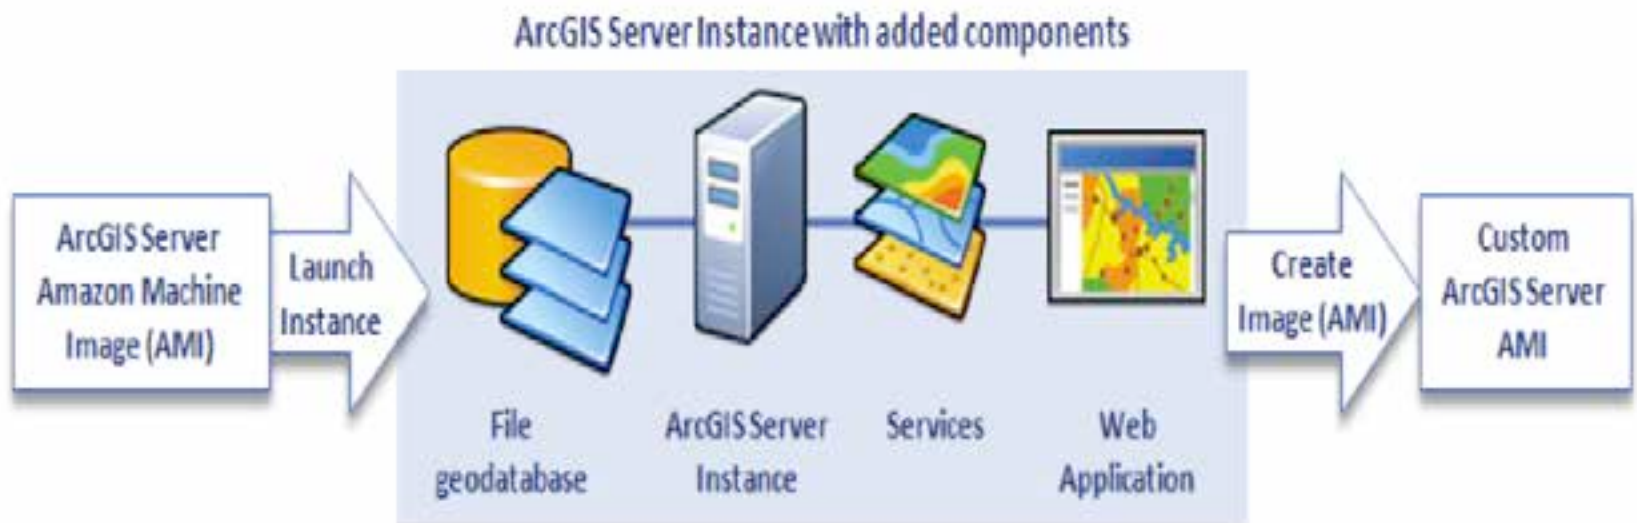 ArcGIS Server Instance with added components
ArcGIS Server
Amazon Machine
Image (AMI)
Launch
Instance
File
geodatabase
ArcGIS Server
Instance
Services
Web
Application
Create
Image (AMI)
Custom
ArcGIS Server
AMI